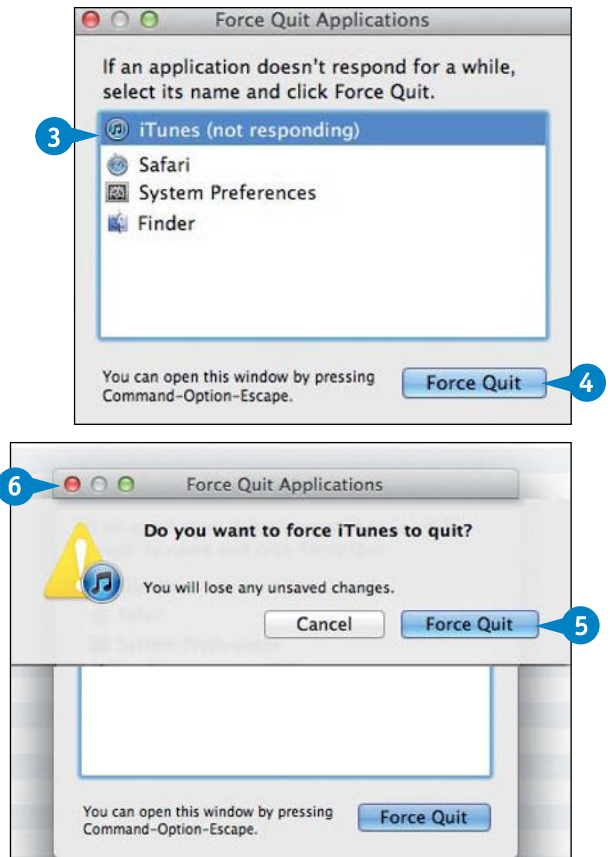 Force Quit Applications
If an application doesn't respond for a while,
select its name and click Force Quit.
3
iTunes (not responding)
Safari
System Preferences
Finder
You can open this window by pressing
Command-Option-Escape.
Force Quit
4
6
Force Quit Applications
Do you want to force iTunes to quit?
You will lose any unsaved changes.
Cancel
Force Quit
5
You can open this window by pressing
Command-Option-Escape.
Force Quit